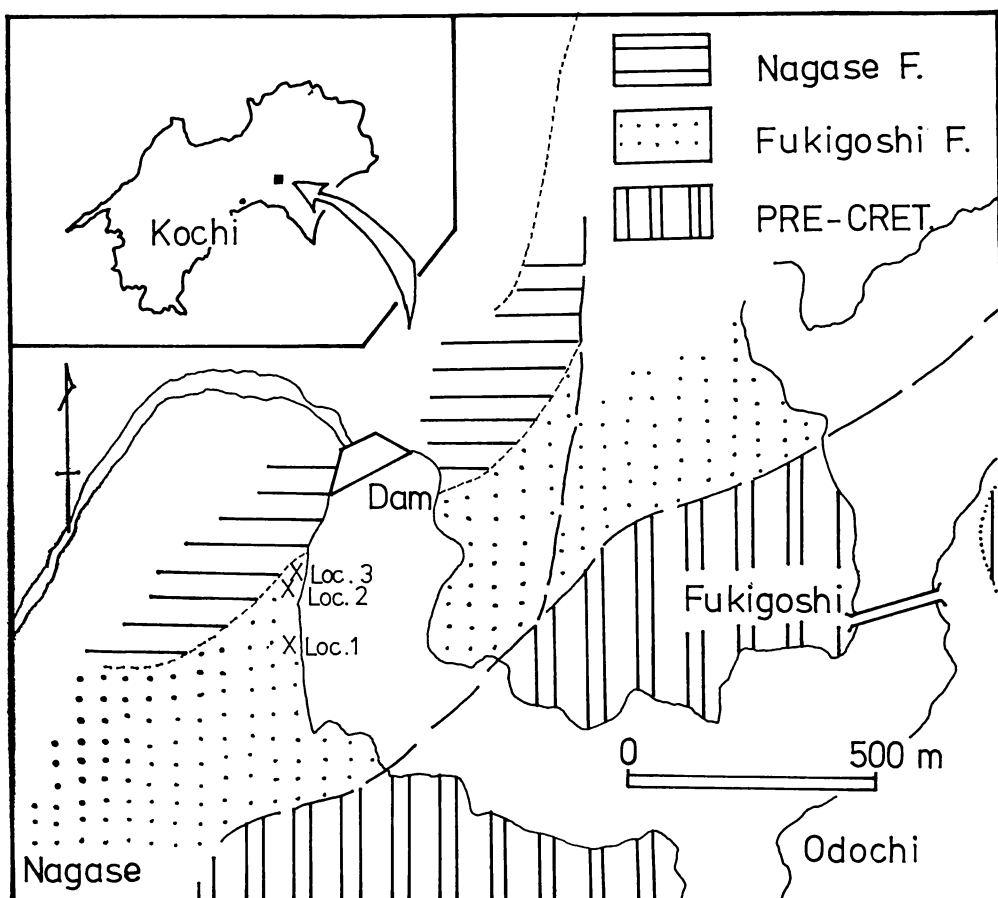 Kochi
Nagase F.
Fukigoshi F.
PRE-CRET.
Dam
Loc. 3
Loc. 2
Loc. 1
Fukigoshi
0 500 m
Odochi
Nagase